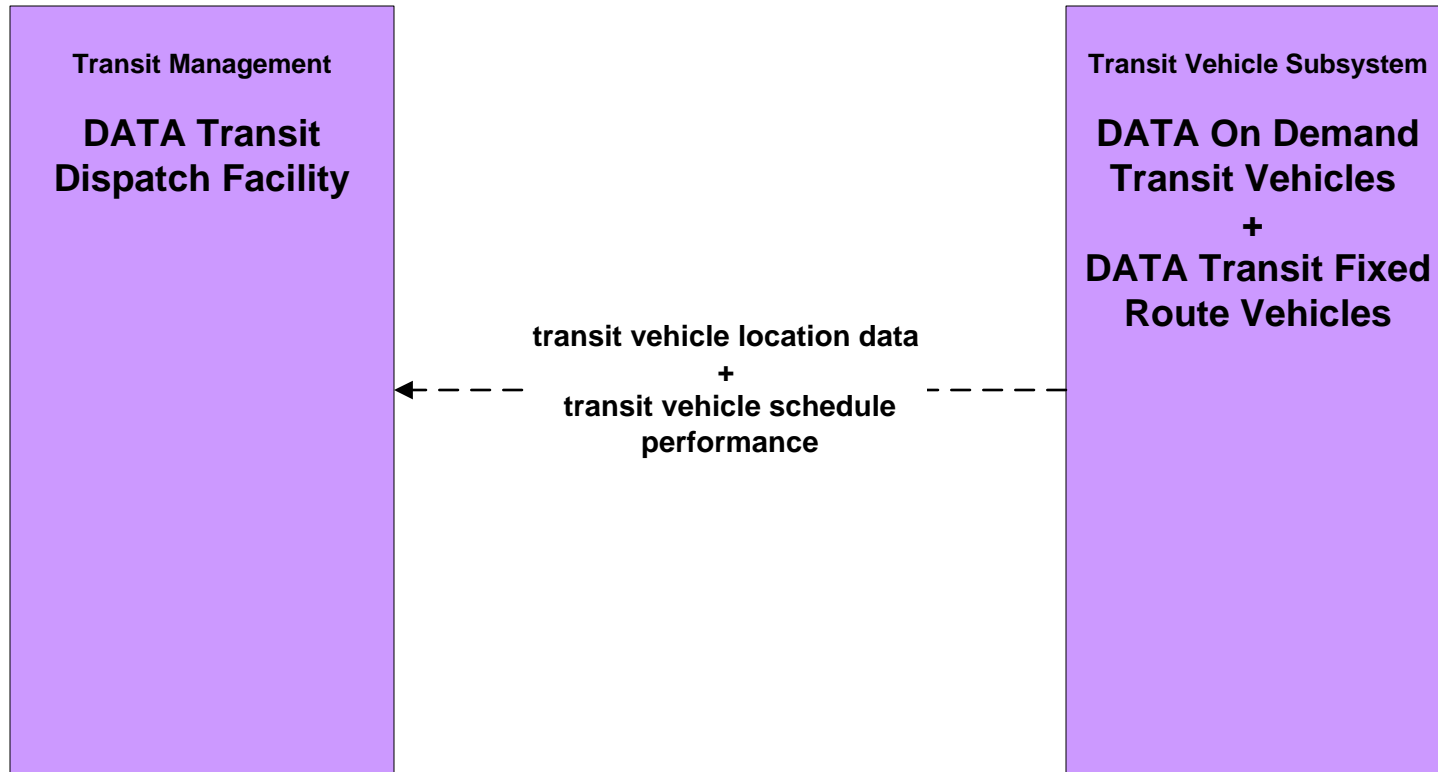 Transit Management
DATA Transit
Dispatch Facility
transit vehicle location data
+
transit vehicle schedule
performance
Transit Vehicle Subsystem
DATA On Demand
Transit Vehicles
+
DATA Transit Fixed
Route Vehicles